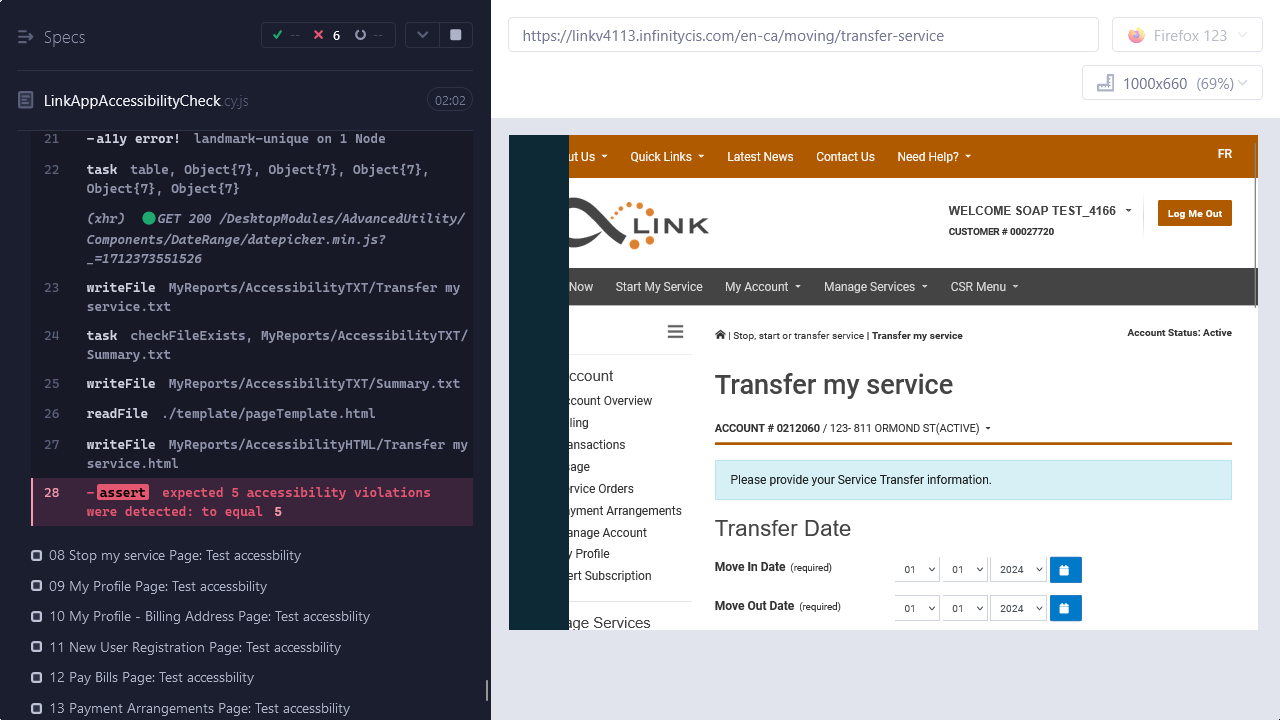 Specs
--
6
--
LinkAppAccessibilityCheck.cy.js
02:02
21 -a11y error! landmark-unique on 1 Node
22 task table, Object{7}, Object{7}, Object{7},
Object{7}, Object{7}
(xhr) GET 200 /DesktopModules/AdvancedUtility/
Components/DateRange/datepicker.min.js?
_=1712373551526
23 writeFile MyReports/AccessibilityTXT/Transfer my
service.txt
24 task checkFileExists, MyReports/AccessibilityTXT/
Summary.txt
25 writeFile MyReports/AccessibilityTXT/Summary.txt
26 readFile ./template/pageTemplate.html
27 writeFile MyReports/AccessibilityHTML/Transfer my
service.html
28 -assert expected 5 accessibility violations
were detected: to equal 5
08 Stop my service Page: Test accessbility
09 My Profile Page: Test accessbility
10 My Profile - Billing Address Page: Test accessbility
11 New User Registration Page: Test accessbility
12 Pay Bills Page: Test accessbility
13 Payment Arrangements Page: Test accessbility
https://linkv4113.infinitycis.com/en-ca/moving/transfer-service
Firefox 123
1000x660 (69%)
ut Us Quick Links Latest News Contact Us Need Help? FR
LINK
WELCOME SOAP TEST_4166
CUSTOMER # 00027720
Log Me Out
Now Start My Service My Account Manage Services CSR Menu
| Stop, start or transfer service | Transfer my service
Account Status: Active
ccount
ccount Overview
lling
ansactions
sage
ervice Orders
yment Arrangements
anage Account
y Profile
ert Subscription
age Services
Transfer my service
ACCOUNT # 0212060 / 123- 811 ORMOND ST(ACTIVE)
Please provide your Service Transfer information.
Transfer Date
Move In Date (required) 01 01 2024
Move Out Date (required) 01 01 2024